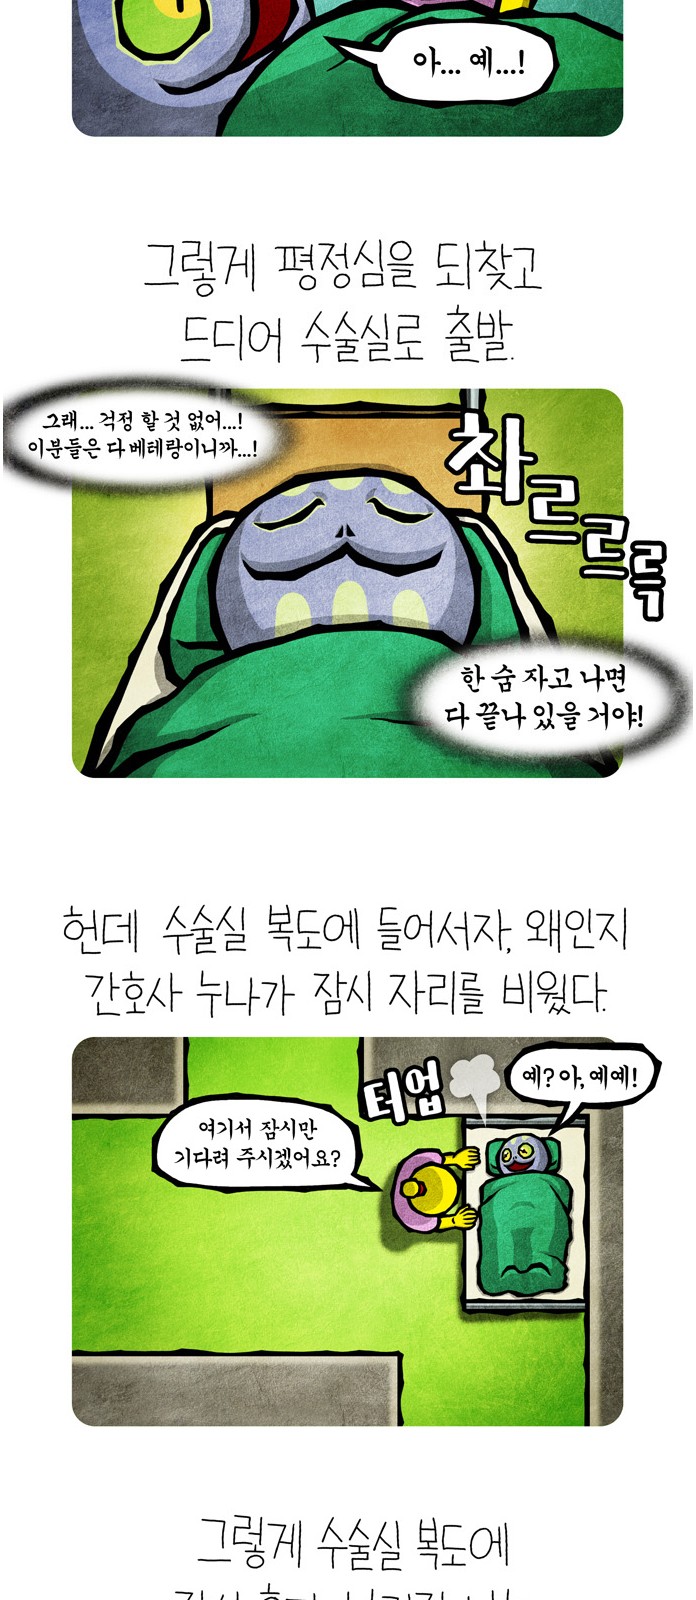 아... 예...!
그렇게 평정심을 되찾고
드디어 수술실로 출발.
그래... 걱정 할 것 없어...!
이분들은 다 베테랑이니까...!
촤르르륵
한 숨 자고 나면
다 끝나 있을 거야!
헌데 수술실 복도에 들어서자, 왜인지
간호사 누나가 잠시 자리를 비웠다.
터업
예? 아, 예예!
여기서 잠시만
기다려 주시겠어요?
그렇게 수술실 복도에